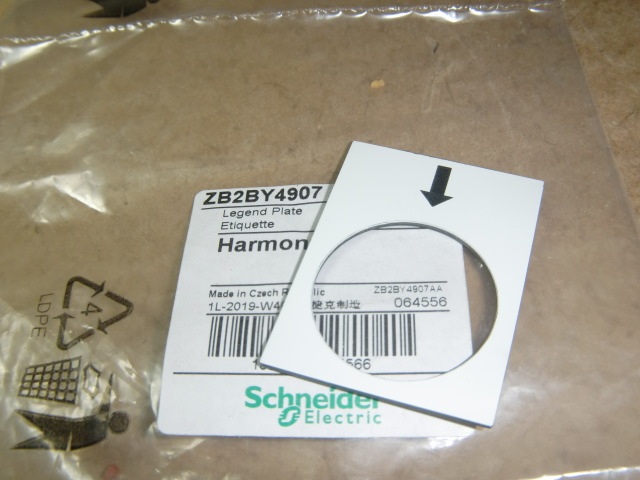 ZB2BY4907
Legend Plate
Etiquette
Harmon
Made in Czech R lic
ZB2BY4907AA
1L-2019-W4 克制造 064556
566
Schneider
Electric
LDPE
4